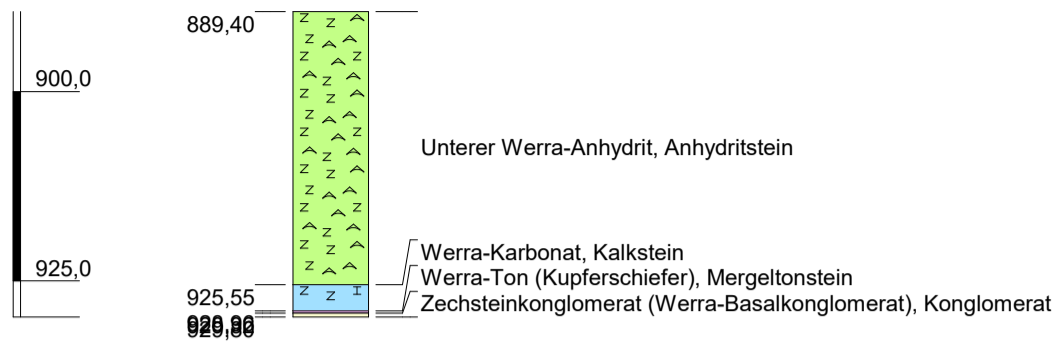 889,40
900,0
Unterer Werra-Anhydrit, Anhydritstein
Werra-Karbonat, Kalkstein
925,0
Werra-Ton (Kupferschiefer), Mergeltonstein
925,55
Zechsteinkonglomerat (Werra-Basalkonglomerat), Konglomerat